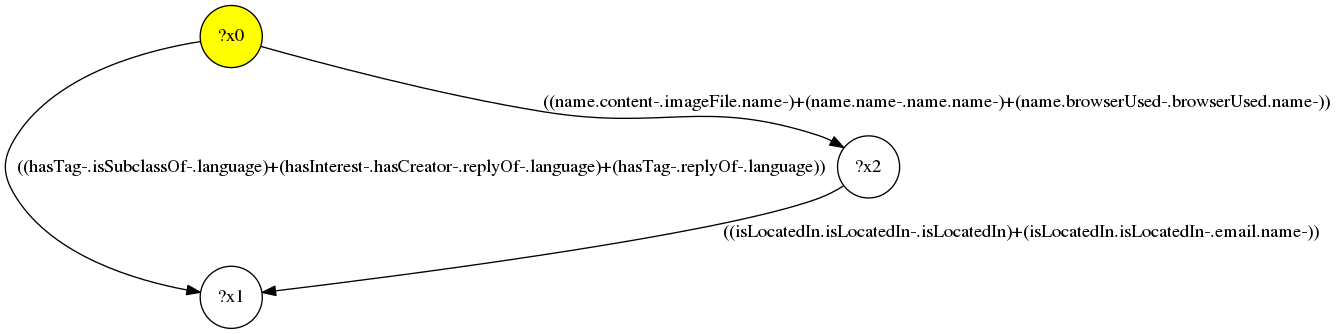 ?x0
((name.content-.imageFile.name-)+(name.name-.name.name-)+(name.browserUsed-.browserUsed.name-))
((hasTag-.isSubclassOf-.language)+(hasInterest-.hasCreator-.replyOf-.language)+(hasTag-.replyOf-.language))
?x2
((isLocatedIn.isLocatedIn-.isLocatedIn)+(isLocatedIn.isLocatedIn-.email.name-))
?x1